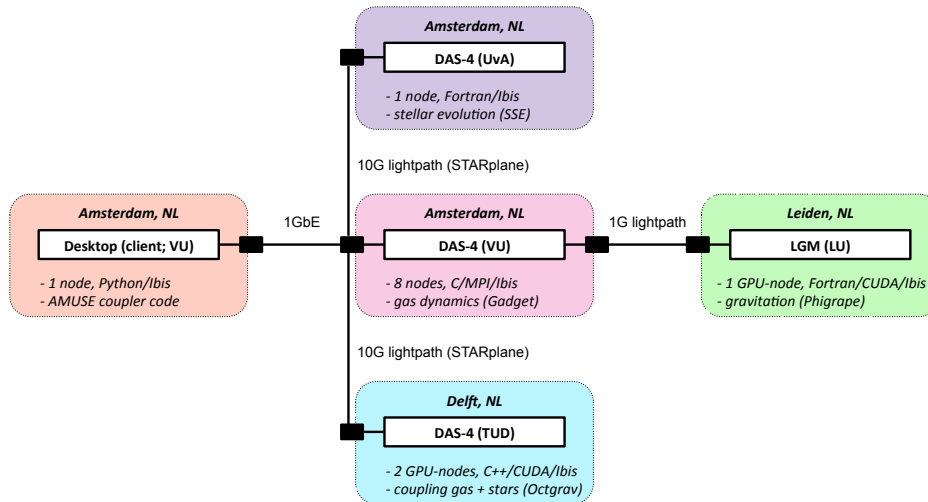 Amsterdam, NL
DAS-4 (UvA)
- 1 node, Fortran/Ibis
- stellar evolution (SSE)
10G lightpath (STARplane)
Amsterdam, NL
Desktop (client; VU)
- 1 node, Python/Ibis
- AMUSE coupler code
1GbE
Amsterdam, NL
DAS-4 (VU)
- 8 nodes, C/MPI/Ibis
- gas dynamics (Gadget)
1G lightpath
Leiden, NL
LGM (LU)
- 1 GPU-node, Fortran/CUDA/Ibis
- gravitation (Phigrape)
10G lightpath (STARplane)
Delft, NL
DAS-4 (TUD)
- 2 GPU-nodes, C++/CUDA/Ibis
- coupling gas + stars (Octgrav)